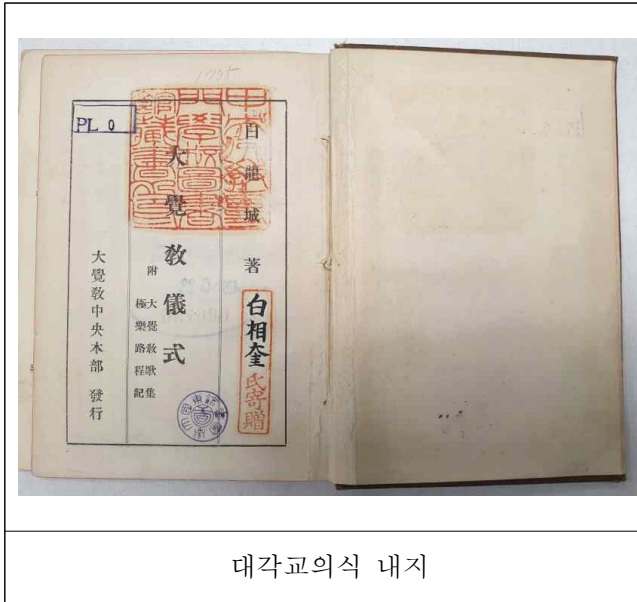 1795
PL 0
白龍城 著
白相奎氏寄贈
大覺敎儀式
附 大覺敎歌集
極樂路程記
大覺敎中央本部 發行
대각교의식 내지